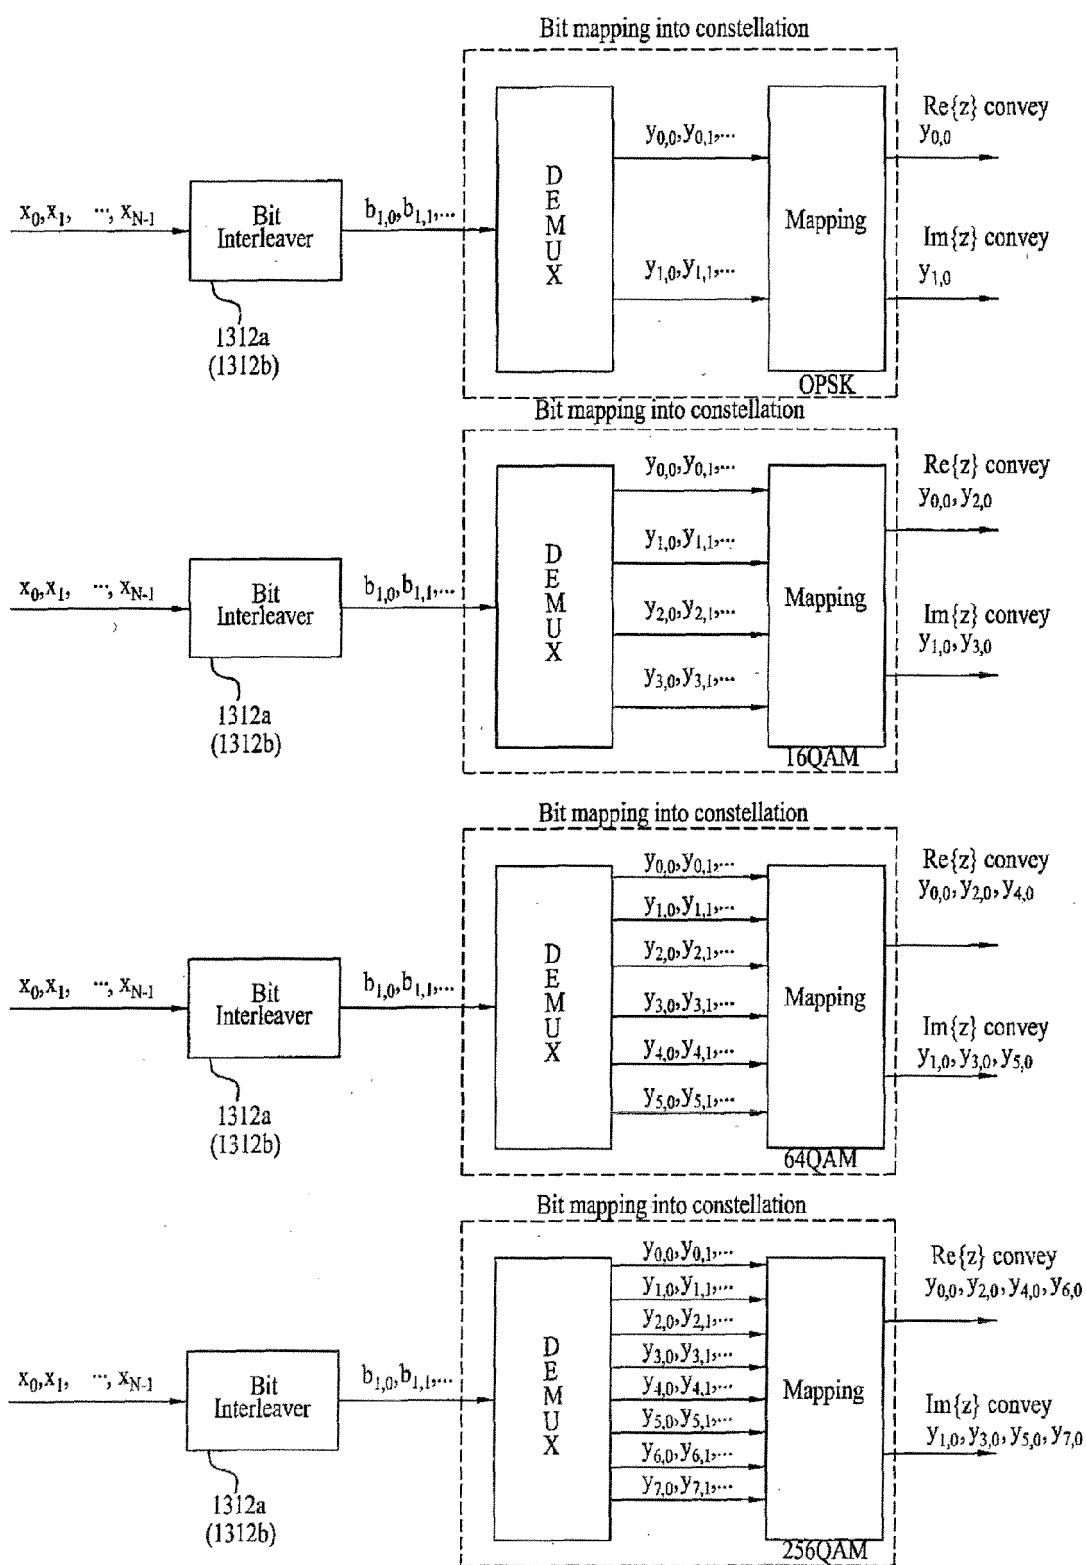 Bit mapping into constellation
x0,x1, ..., xN-1
Bit
Interleaver
1312a
(1312b)
b1,0,b1,1,...
D
E
M
U
X
y0,0,y0,1,...
y1,0,y1,1,...
Mapping
OPSK
Re{z} convey
y0,0
Im{z} convey
y1,0
Bit mapping into constellation
x0,x1, ..., xN-1
Bit
Interleaver
1312a
(1312b)
b1,0,b1,1,...
D
E
M
U
X
y0,0,y0,1,...
y1,0,y1,1,...
y2,0,y2,1,...
y3,0,y3,1,...
Mapping
16QAM
Re{z} convey
y0,0,y2,0
Im{z} convey
y1,0,y3,0
Bit mapping into constellation
x0,x1, ..., xN-1
Bit
Interleaver
1312a
(1312b)
b1,0,b1,1,...
D
E
M
U
X
y0,0,y0,1,...
y1,0,y1,1,...
y2,0,y2,1,...
y3,0,y3,1,...
y4,0,y4,1,...
y5,0,y5,1,...
Mapping
64QAM
Re{z} convey
y0,0,y2,0,y4,0
Im{z} convey
y1,0,y3,0,y5,0
Bit mapping into constellation
x0,x1, ..., xN-1
Bit
Interleaver
1312a
(1312b)
b1,0,b1,1,...
D
E
M
U
X
y0,0,y0,1,...
y1,0,y1,1,...
y2,0,y2,1,...
y3,0,y3,1,...
y4,0,y4,1,...
y5,0,y5,1,...
y6,0,y6,1,...
y7,0,y7,1,...
Mapping
256QAM
Re{z} convey
y0,0,y2,0,y4,0,y6,0
Im{z} convey
y1,0,y3,0,y5,0,y7,0